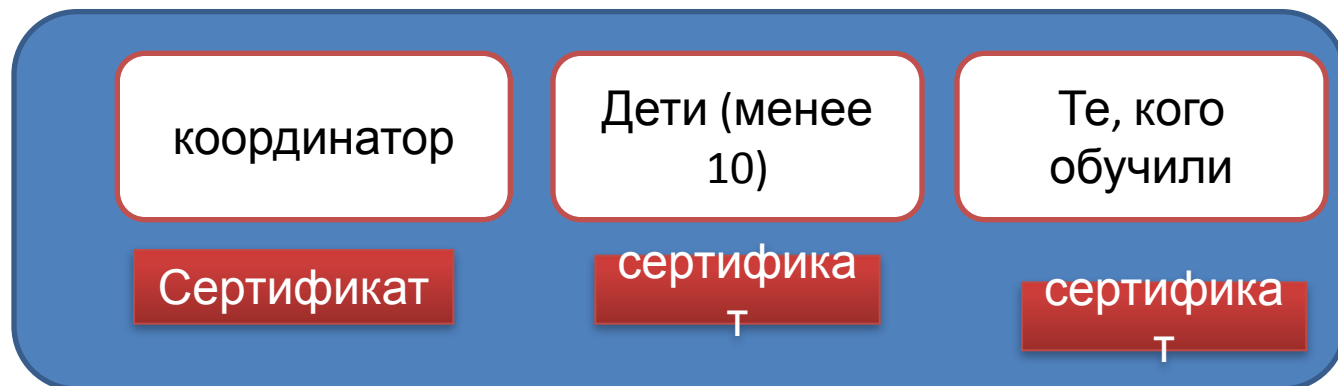 координатор
Дети (менее
10)
Те, кого
обучили
Сертификат
сертифика
т
сертифика
т